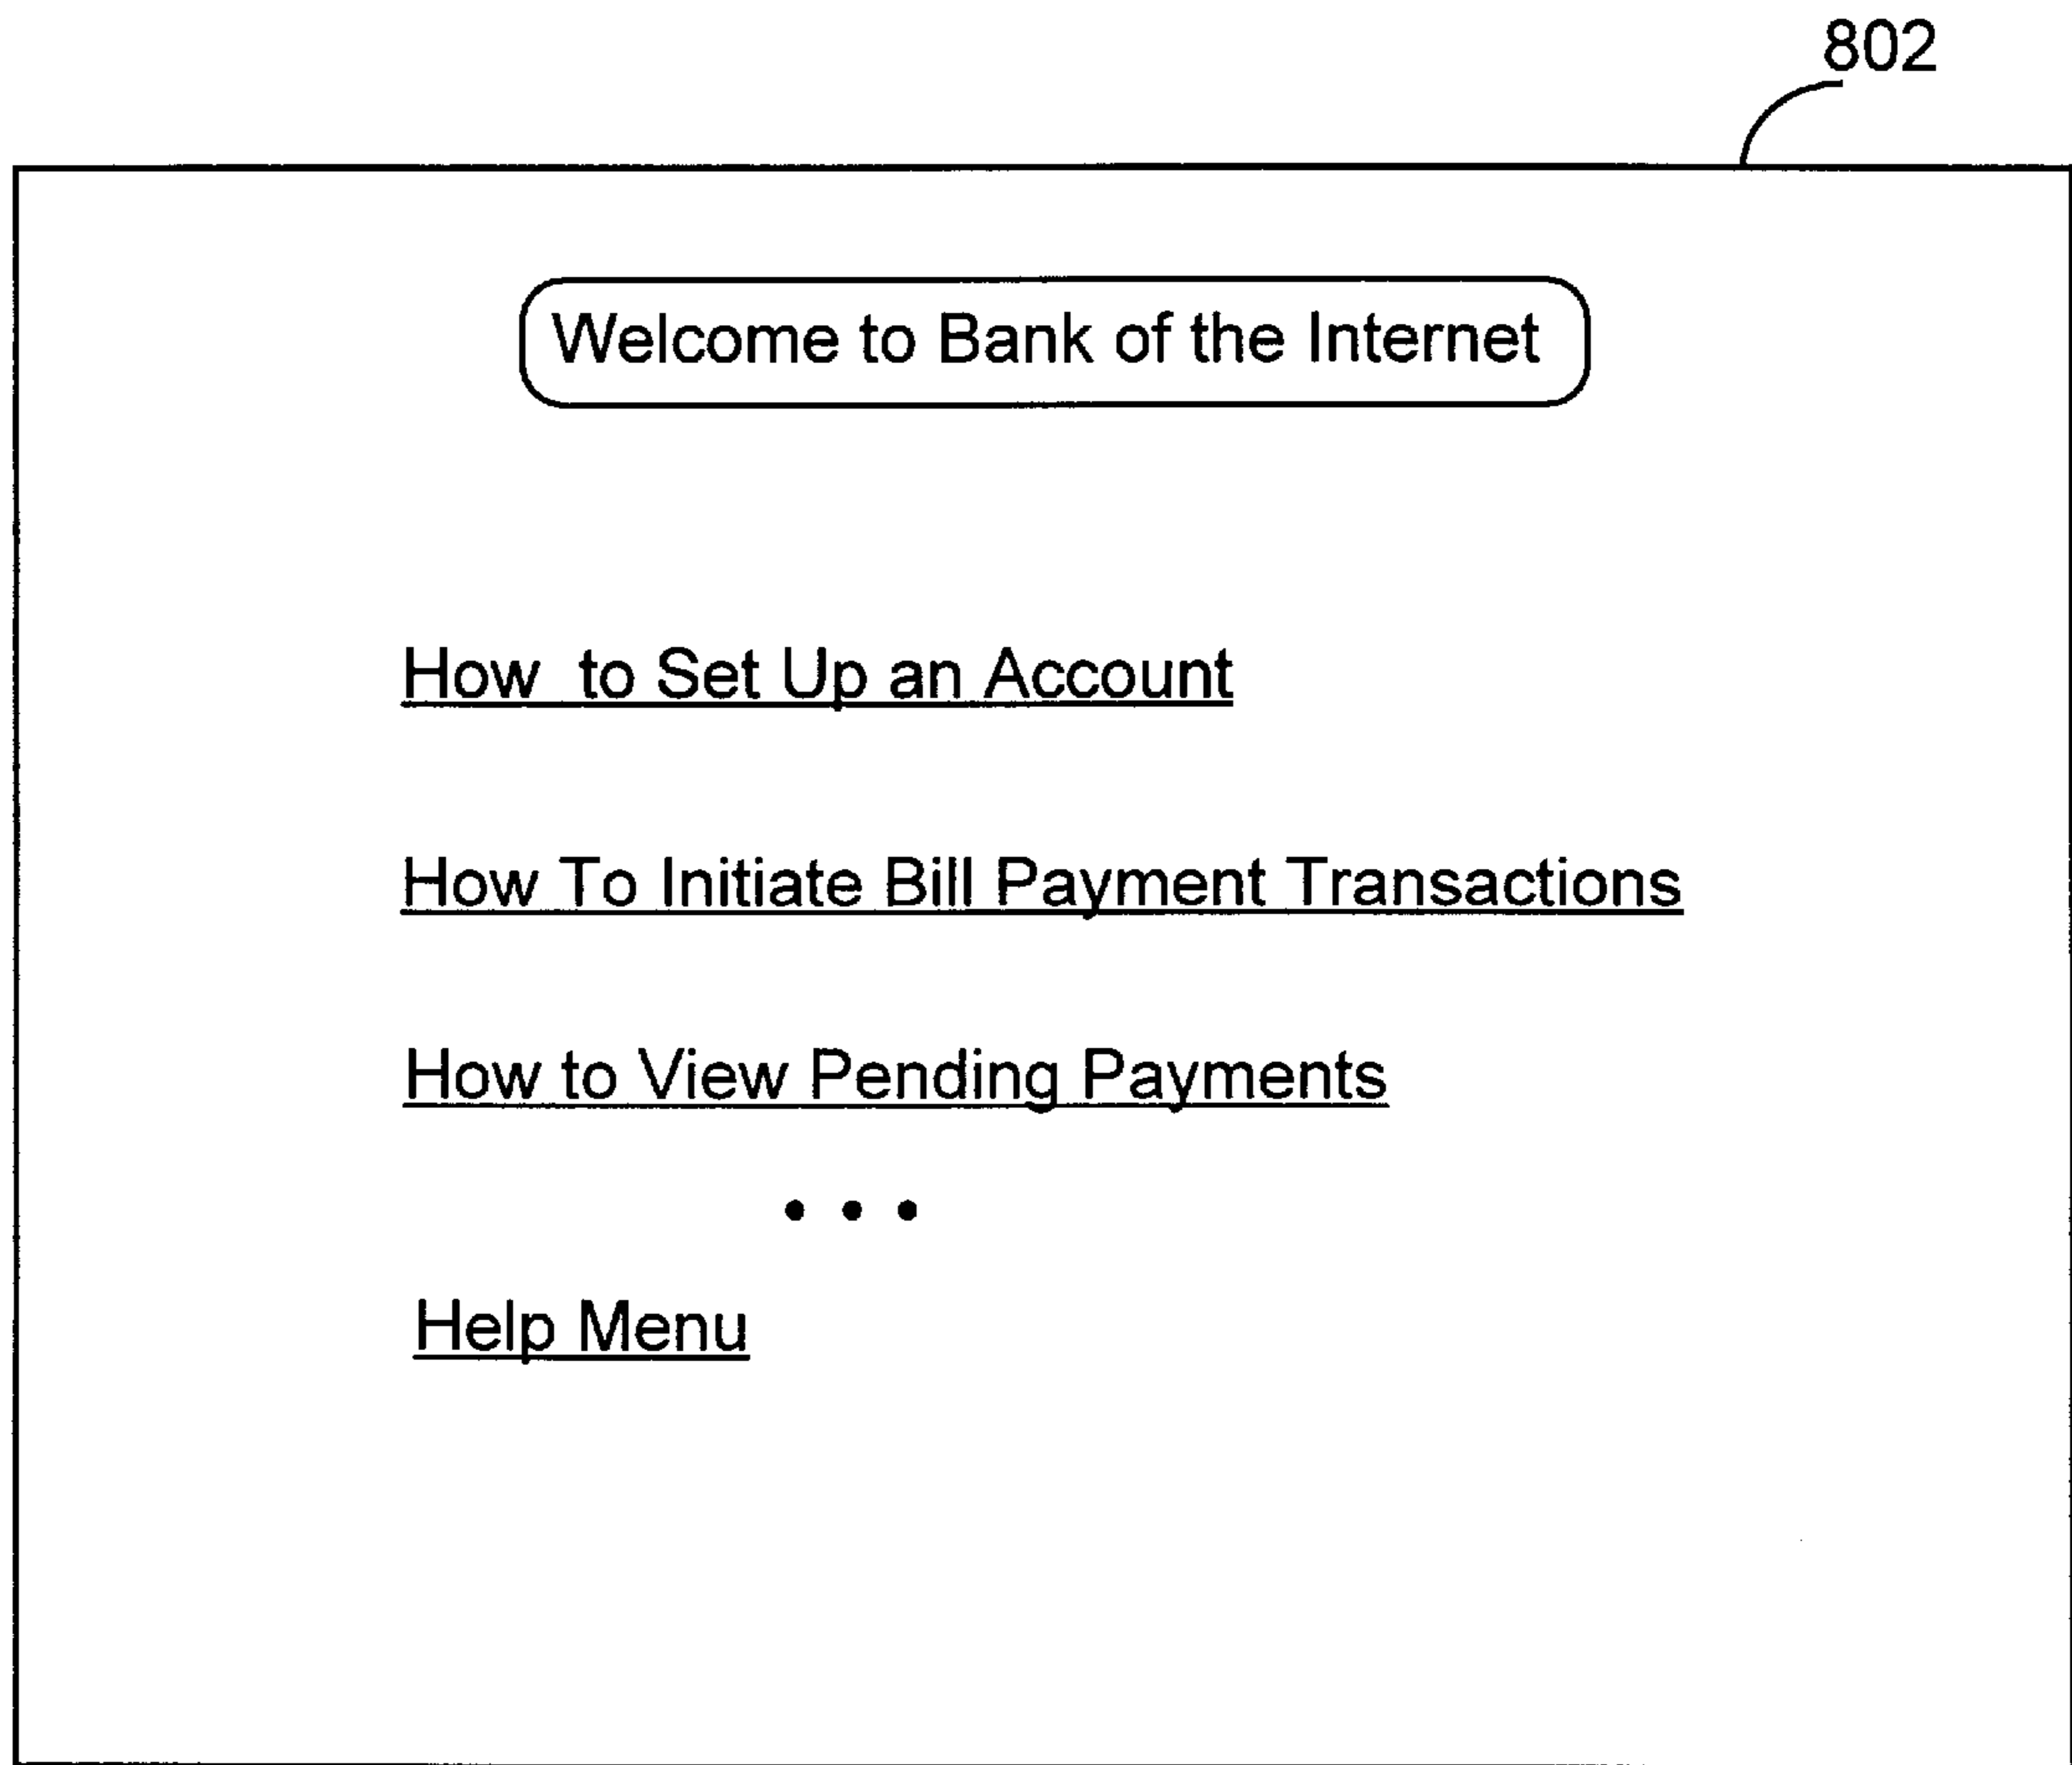 802
Welcome to Bank of the Internet
How to Set Up an Account
How To Initiate Bill Payment Transactions
How to View Pending Payments
• • •
Help Menu